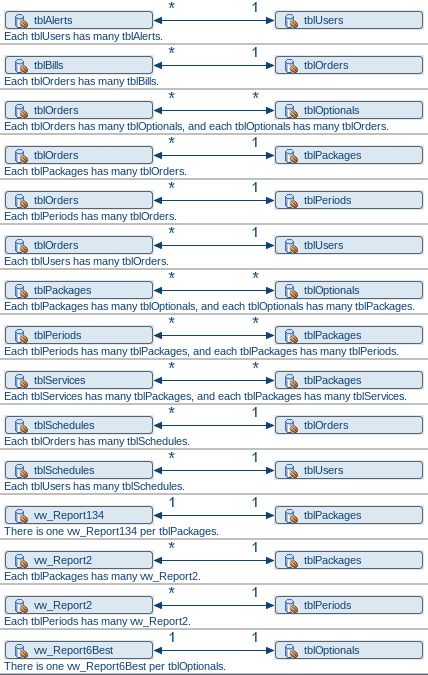 * 1
tblAlerts tblUsers
Each tblUsers has many tblAlerts.
* 1
tblBills tblOrders
Each tblOrders has many tblBills.
* *
tblOrders tblOptionals
Each tblOrders has many tblOptionals, and each tblOptionals has many tblOrders.
* 1
tblOrders tblPackages
Each tblPackages has many tblOrders.
* 1
tblOrders tblPeriods
Each tblPeriods has many tblOrders.
* 1
tblOrders tblUsers
Each tblUsers has many tblOrders.
* *
tblPackages tblOptionals
Each tblPackages has many tblOptionals, and each tblOptionals has many tblPackages.
* *
tblPeriods tblPackages
Each tblPeriods has many tblPackages, and each tblPackages has many tblPeriods.
* *
tblServices tblPackages
Each tblServices has many tblPackages, and each tblPackages has many tblServices.
* 1
tblSchedules tblOrders
Each tblOrders has many tblSchedules.
* 1
tblSchedules tblUsers
Each tblUsers has many tblSchedules.
1 1
vw_Report134 tblPackages
There is one vw_Report134 per tblPackages.
* 1
vw_Report2 tblPackages
Each tblPackages has many vw_Report2.
* 1
vw_Report2 tblPeriods
Each tblPeriods has many vw_Report2.
1 1
vw_Report6Best tblOptionals
There is one vw_Report6Best per tblOptionals.